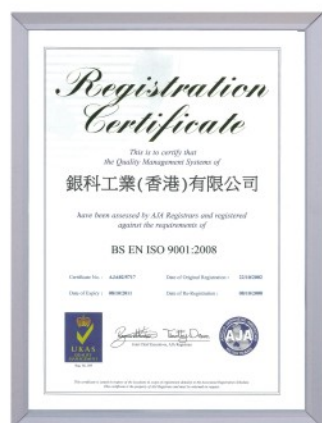 Registration
Certificate
This is to certify that
the Quality Management Systems of
銀科工業(香港)有限公司
have been assessed by AJA Registrars and registered
against the requirements of
BS EN ISO 9001:2008
Certificate No. :
Date of Original Registration :
Date of Expiry :
Date of Re-Registration :
UKAS
QUALITY
MANAGEMENT
AJA